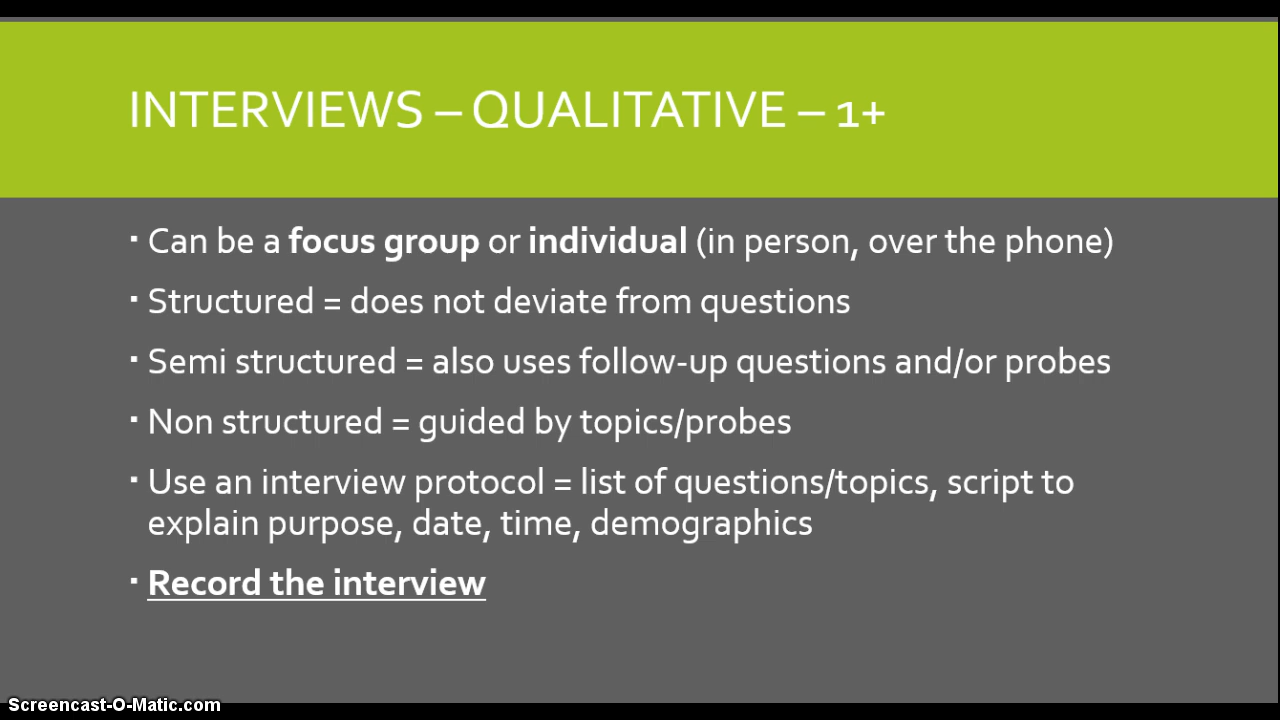 INTERVIEWS – QUALITATIVE – 1+
▪ Can be a focus group or individual (in person, over the phone)
▪ Structured = does not deviate from questions
▪ Semi structured = also uses follow-up questions and/or probes
▪ Non structured = guided by topics/probes
▪ Use an interview protocol = list of questions/topics, script to
explain purpose, date, time, demographics
▪ Record the interview
Screencast-O-Matic.com